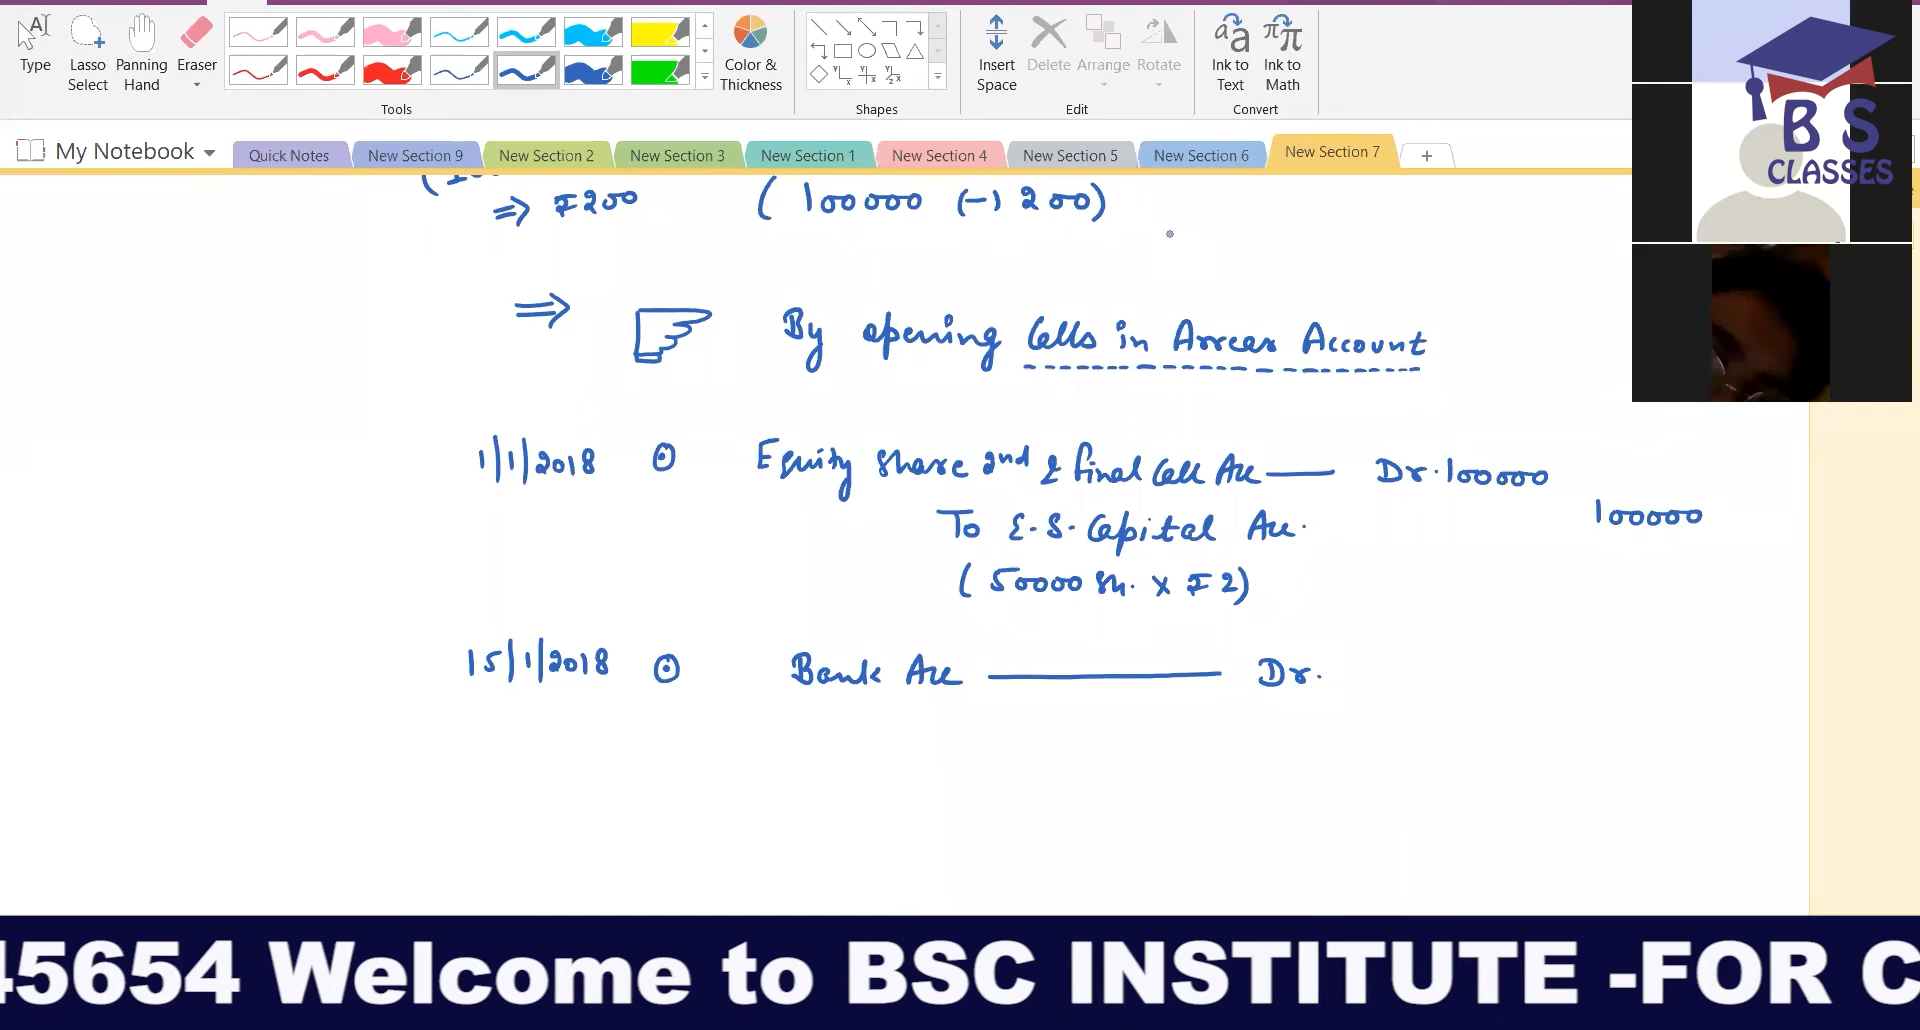 Type
Lasso Select
Panning Hand
Eraser
Color & Thickness
Insert Space
Delete
Arrange
Rotate
Ink to Text
Ink to Math
Tools
Shapes
Edit
Convert
My Notebook
Quick Notes
New Section 9
New Section 2
New Section 3
New Section 1
New Section 4
New Section 5
New Section 6
New Section 7
+
B S
CLASSES
⇒ ₹200 (100000 (-) 200)
⇒ By opening Calls in Arrear Account
1/1/2018 ⊙ Equity Share 2nd & final Call A/c — Dr. 100000
To E.S. Capital A/c. 100000
(50000 Sh. × ₹2)
15/1/2018 ⊙ Bank A/c — Dr.
45654 Welcome to BSC INSTITUTE -FOR C